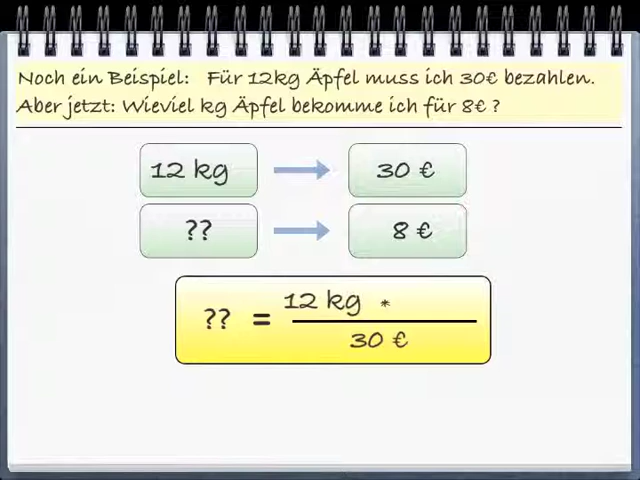 Noch ein Beispiel: Für 12kg Äpfel muss ich 30€ bezahlen.
Aber jetzt: Wieviel kg Äpfel bekomme ich für 8€ ?
12 kg 30 €
?? 8 €
12 kg *
?? =
30 €